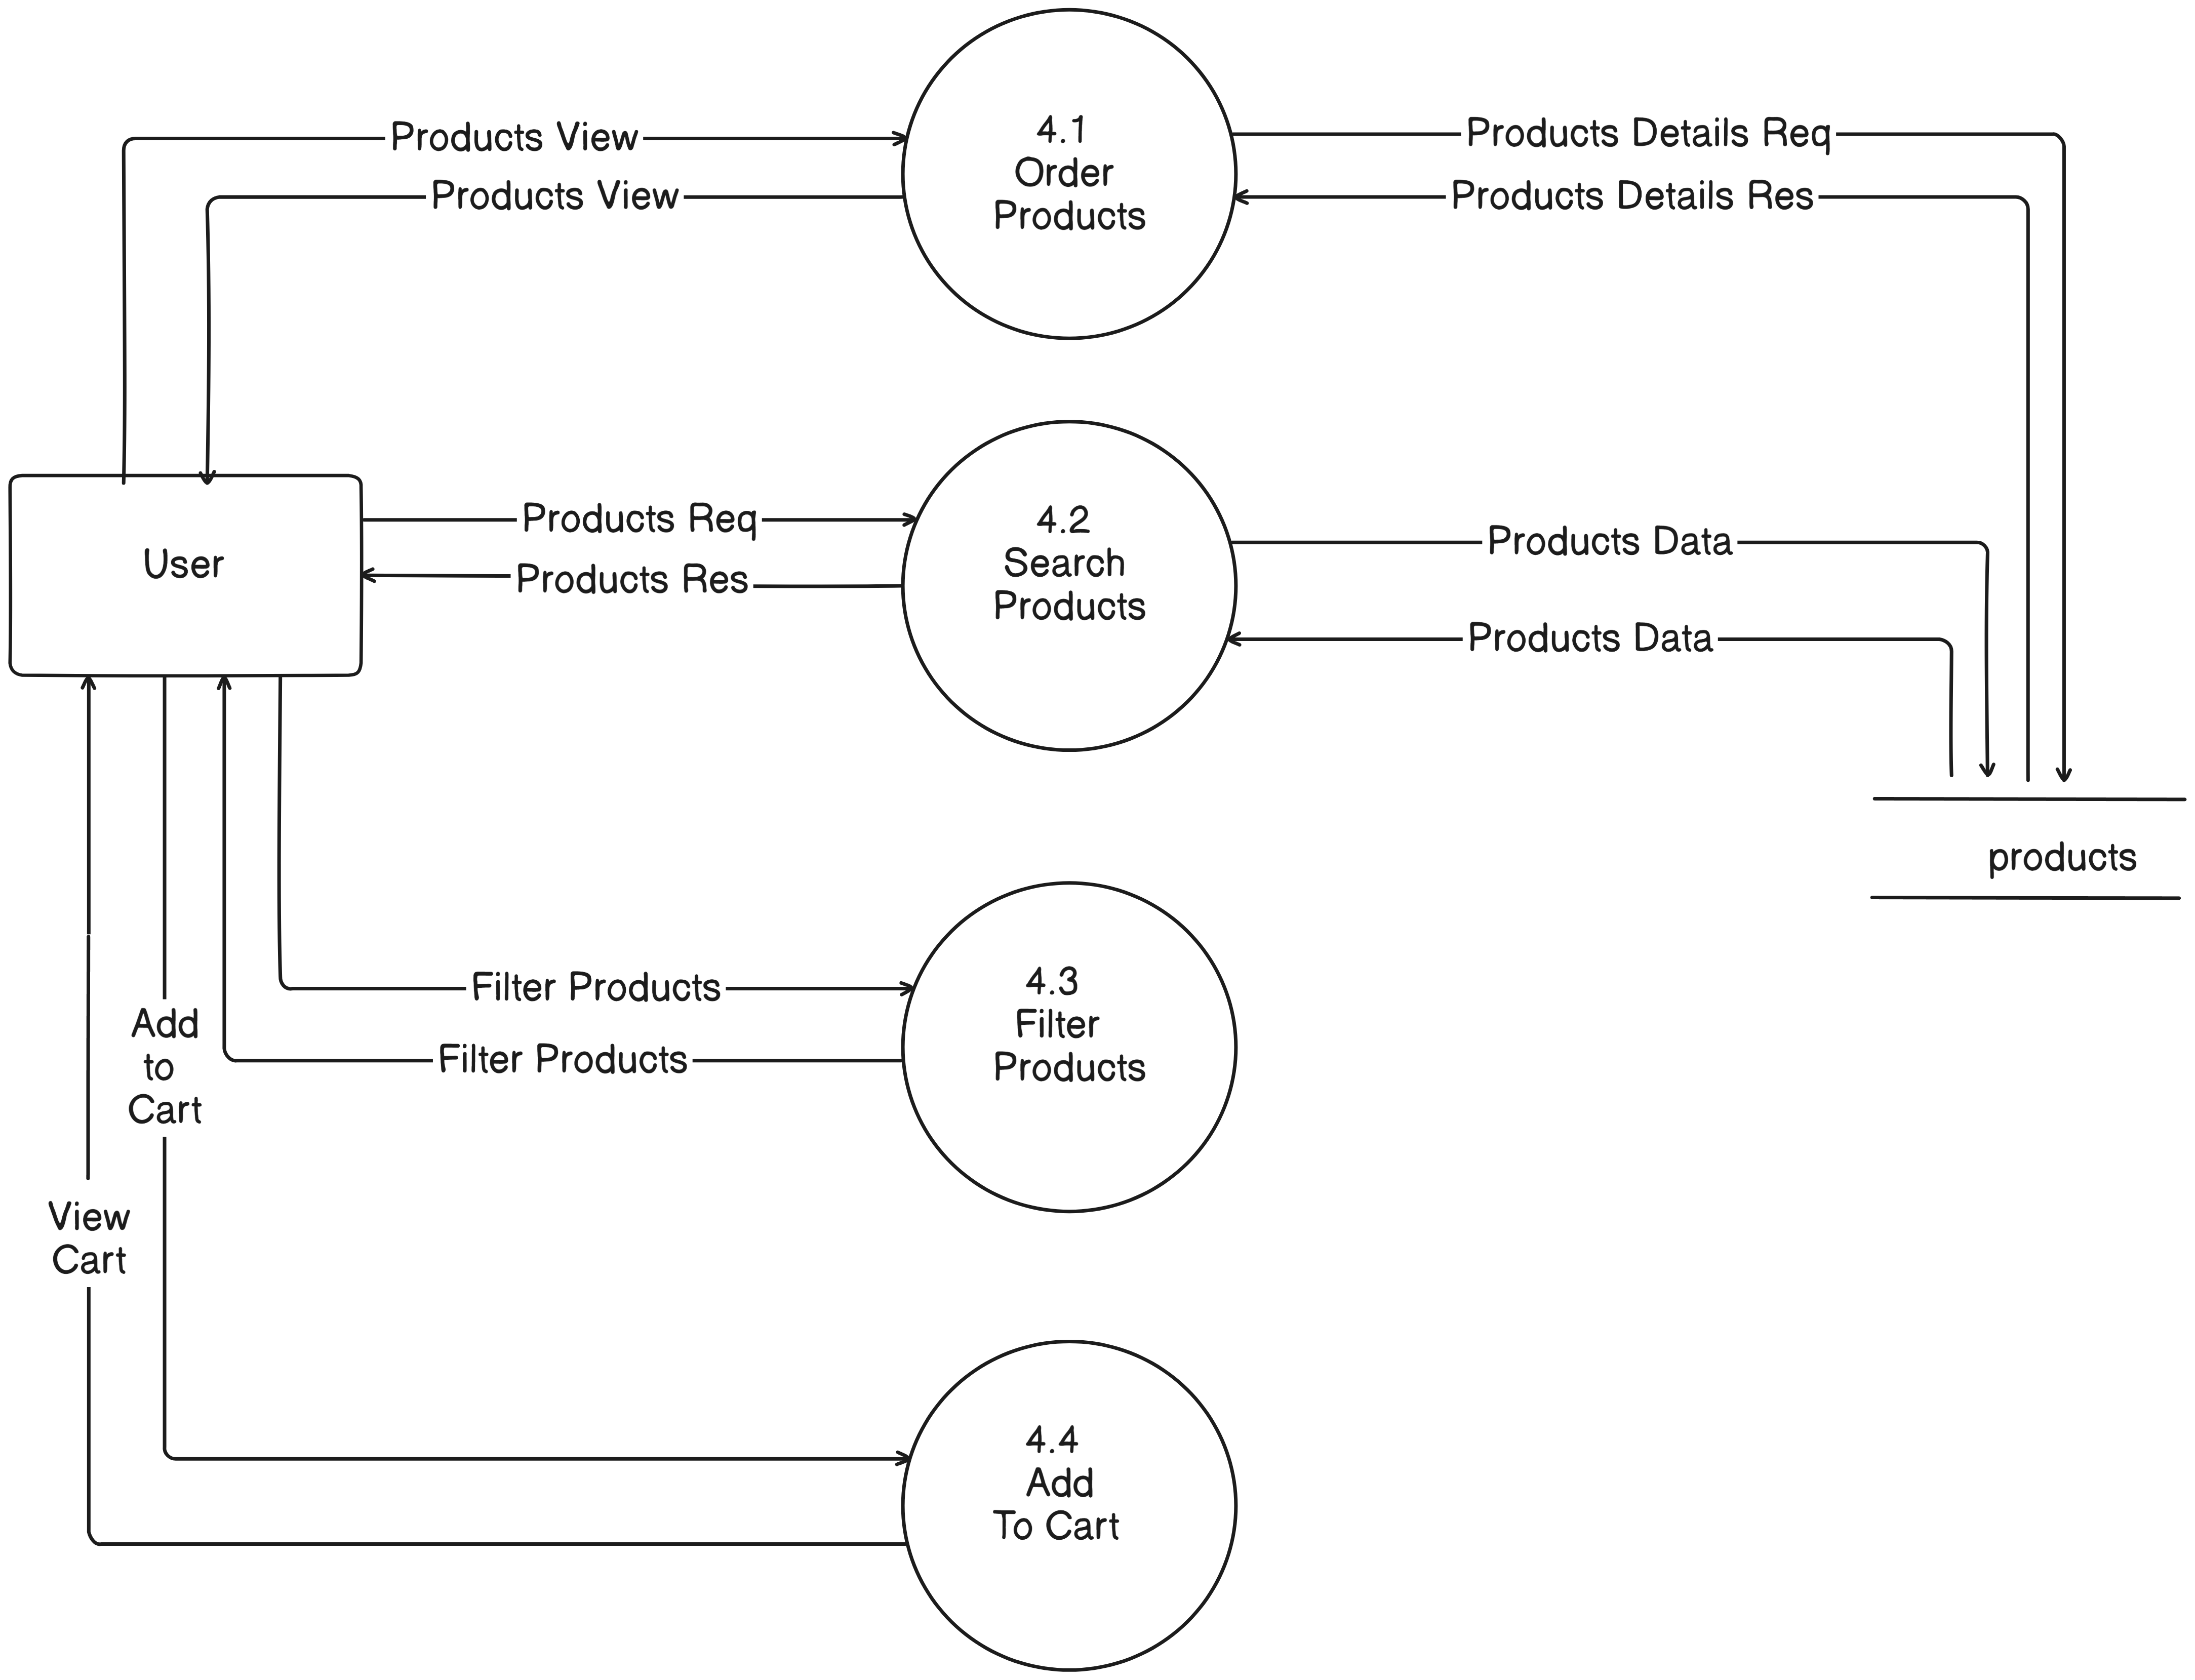 Products View
Products View
4.1
Order
Products
Products Details Req
Products Details Res
User
Products Req
Products Res
4.2
Search
Products
Products Data
Products Data
products
Filter Products
Filter Products
4.3
Filter
Products
Add
to
Cart
View
Cart
4.4
Add
To Cart